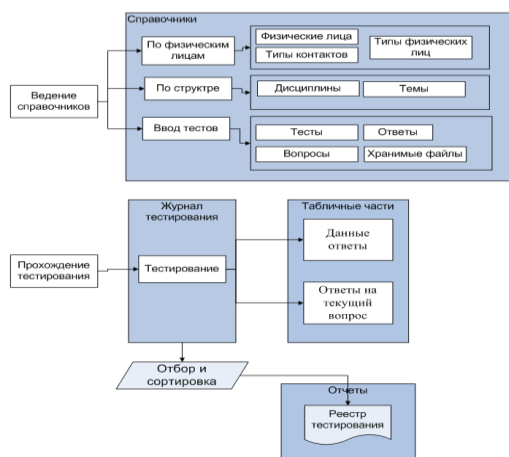 Справочники
По физическим
лицам
Физические лица
Типы контактов
Типы физических
лиц
Ведение
справочников
По структре
Дисциплины
Темы
Ввод тестов
Тесты
Ответы
Вопросы
Хранимые файлы
Журнал
тестирования
Табличные части
Прохождение
тестирования
Тестирование
Данные
ответы
Ответы на
текущий
вопрос
Отбор и
сортировка
Отчеты
Реестр
тестирования